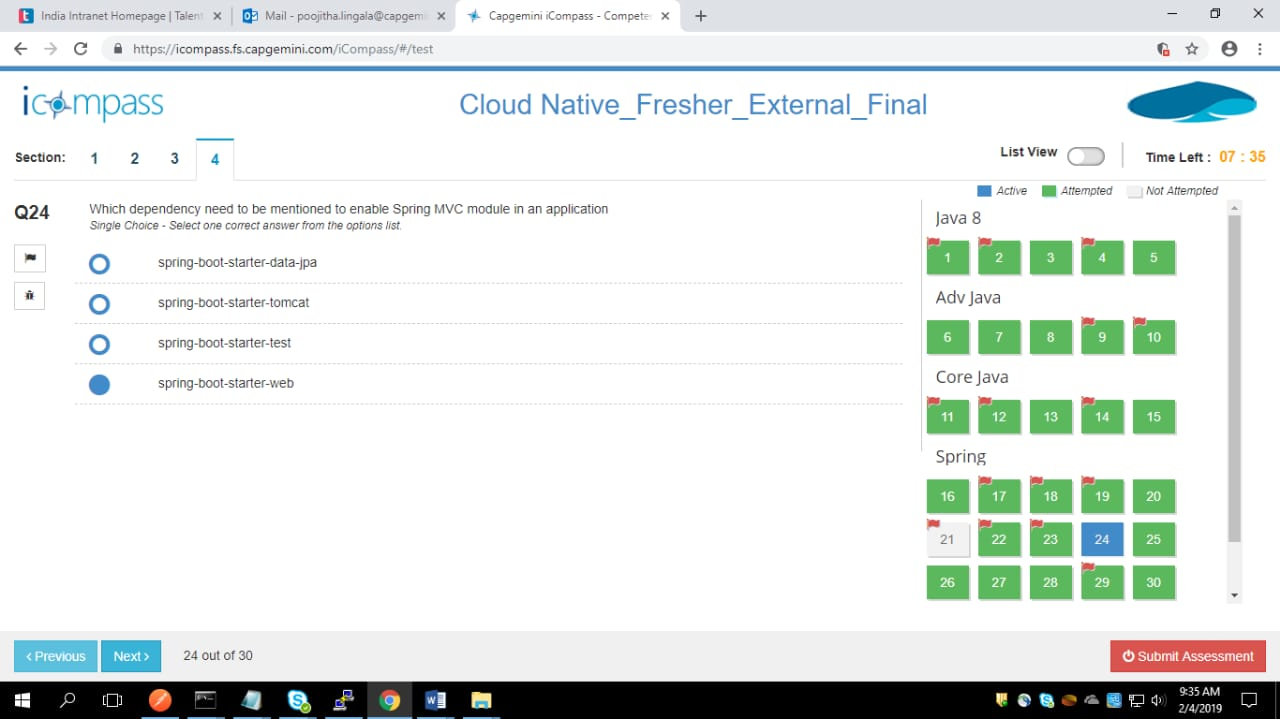 India Intranet Homepage | Talent
Mail - poojitha.lingala@capgemini
Capgemini iCompass - Compete
https://icompass.fs.capgemini.com/iCompass/#/test
icompass
Cloud Native_Fresher_External_Final
Section: 1 2 3 4
List View
Time Left : 07 : 35
Active Attempted Not Attempted
Q24
Which dependency need to be mentioned to enable Spring MVC module in an application
Single Choice - Select one correct answer from the options list.
spring-boot-starter-data-jpa
spring-boot-starter-tomcat
spring-boot-starter-test
spring-boot-starter-web
Java 8
1 2 3 4 5
Adv Java
6 7 8 9 10
Core Java
11 12 13 14 15
Spring
16 17 18 19 20
21 22 23 24 25
26 27 28 29 30
< Previous
Next >
24 out of 30
Submit Assessment
9:35 AM
2/4/2019